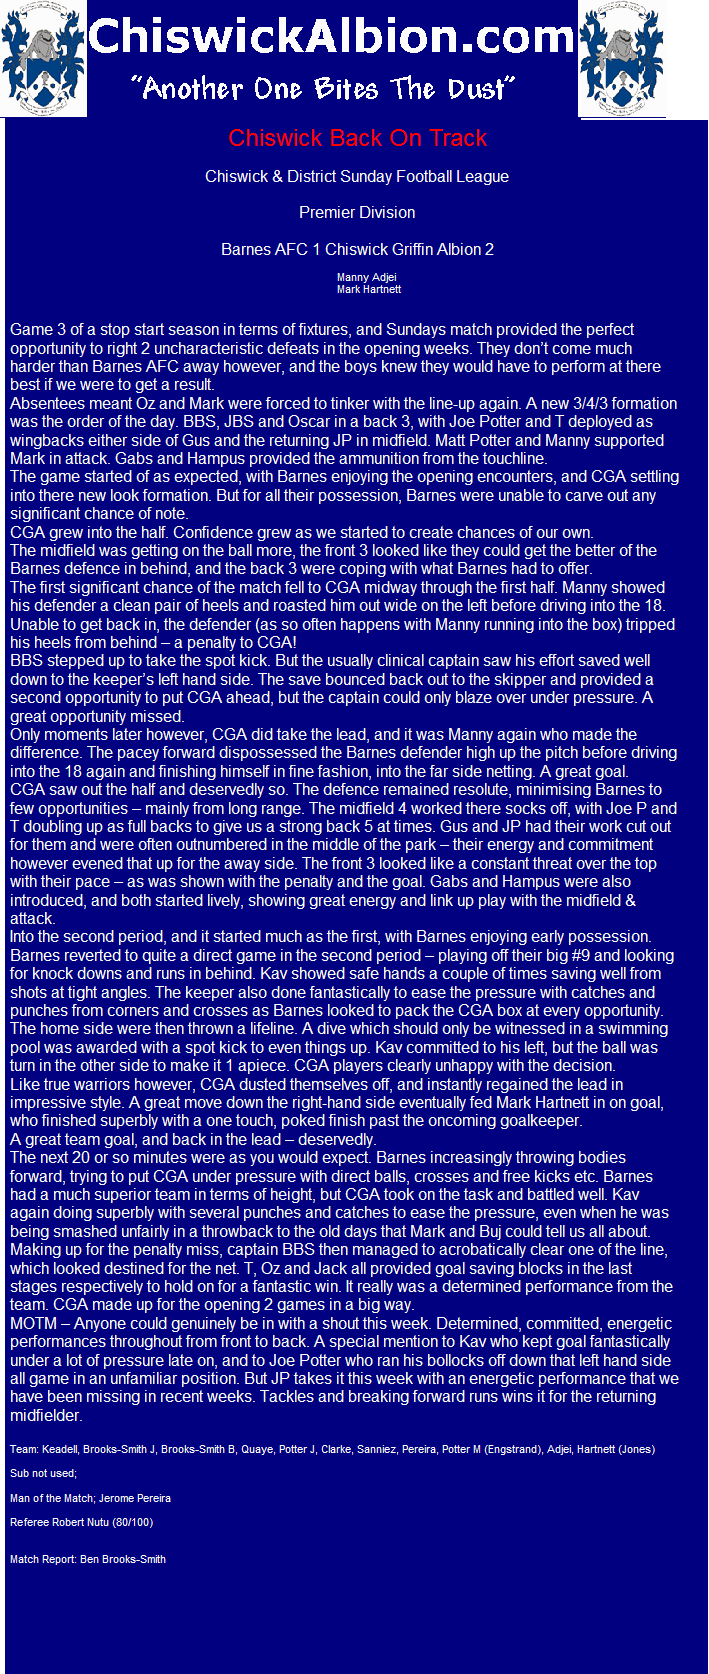 ChiswickAlbion.com
"Another One Bites The Dust"
Chiswick Back On Track
Chiswick & District Sunday Football League
Premier Division
Barnes AFC 1 Chiswick Griffin Albion 2
Manny Adjei
Mark Hartnett
Game 3 of a stop start season in terms of fixtures, and Sundays match provided the perfect
opportunity to right 2 uncharacteristic defeats in the opening weeks. They don't come much
harder than Barnes AFC away however, and the boys knew they would have to perform at there
best if we were to get a result.
Absentees meant Oz and Mark were forced to tinker with the line-up again. A new 3/4/3 formation
was the order of the day. BBS, JBS and Oscar in a back 3, with Joe Potter and T deployed as
wingbacks either side of Gus and the returning JP in midfield. Matt Potter and Manny supported
Mark in attack. Gabs and Hampus provided the ammunition from the touchline.
The game started of as expected, with Barnes enjoying the opening encounters, and CGA settling
into there new look formation. But for all their possession, Barnes were unable to carve out any
significant chance of note.
CGA grew into the half. Confidence grew as we started to create chances of our own.
The midfield was getting on the ball more, the front 3 looked like they could get the better of the
Barnes defence in behind, and the back 3 were coping with what Barnes had to offer.
The first significant chance of the match fell to CGA midway through the first half. Manny showed
his defender a clean pair of heels and roasted him out wide on the left before driving into the 18.
Unable to get back in, the defender (as so often happens with Manny running into the box) tripped
his heels from behind – a penalty to CGA!
BBS stepped up to take the spot kick. But the usually clinical captain saw his effort saved well
down to the keeper's left hand side. The save bounced back out to the skipper and provided a
second opportunity to put CGA ahead, but the captain could only blaze over under pressure. A
great opportunity missed.
Only moments later however, CGA did take the lead, and it was Manny again who made the
difference. The pacey forward dispossessed the Barnes defender high up the pitch before driving
into the 18 again and finishing himself in fine fashion, into the far side netting. A great goal.
CGA saw out the half and deservedly so. The defence remained resolute, minimising Barnes to
few opportunities – mainly from long range. The midfield 4 worked there socks off, with Joe P and
T doubling up as full backs to give us a strong back 5 at times. Gus and JP had their work cut out
for them and were often outnumbered in the middle of the park – their energy and commitment
however evened that up for the away side. The front 3 looked like a constant threat over the top
with their pace – as was shown with the penalty and the goal. Gabs and Hampus were also
introduced, and both started lively, showing great energy and link up play with the midfield &
attack.
Into the second period, and it started much as the first, with Barnes enjoying early possession.
Barnes reverted to quite a direct game in the second period – playing off their big #9 and looking
for knock downs and runs in behind. Kav showed safe hands a couple of times saving well from
shots at tight angles. The keeper also done fantastically to ease the pressure with catches and
punches from corners and crosses as Barnes looked to pack the CGA box at every opportunity.
The home side were then thrown a lifeline. A dive which should only be witnessed in a swimming
pool was awarded with a spot kick to even things up. Kav committed to his left, but the ball was
turn in the other side to make it 1 apiece. CGA players clearly unhappy with the decision.
Like true warriors however, CGA dusted themselves off, and instantly regained the lead in
impressive style. A great move down the right-hand side eventually fed Mark Hartnett in on goal,
who finished superbly with a one touch, poked finish past the oncoming goalkeeper.
A great team goal, and back in the lead – deservedly.
The next 20 or so minutes were as you would expect. Barnes increasingly throwing bodies
forward, trying to put CGA under pressure with direct balls, crosses and free kicks etc. Barnes
had a much superior team in terms of height, but CGA took on the task and battled well. Kav
again doing superbly with several punches and catches to ease the pressure, even when he was
being smashed unfairly in a throwback to the old days that Mark and Buj could tell us all about.
Making up for the penalty miss, captain BBS then managed to acrobatically clear one of the line,
which looked destined for the net. T, Oz and Jack all provided goal saving blocks in the last
stages respectively to hold on for a fantastic win. It really was a determined performance from the
team. CGA made up for the opening 2 games in a big way.
MOTM – Anyone could genuinely be in with a shout this week. Determined, committed, energetic
performances throughout from front to back. A special mention to Kav who kept goal fantastically
under a lot of pressure late on, and to Joe Potter who ran his bollocks off down that left hand side
all game in an unfamiliar position. But JP takes it this week with an energetic performance that we
have been missing in recent weeks. Tackles and breaking forward runs wins it for the returning
midfielder.
Team: Keadell, Brooks-Smith J, Brooks-Smith B, Quaye, Potter J, Clarke, Sanniez, Pereira, Potter M (Engstrand), Adjei, Hartnett (Jones)
Sub not used;
Man of the Match; Jerome Pereira
Referee Robert Nutu (80/100)
Match Report: Ben Brooks-Smith